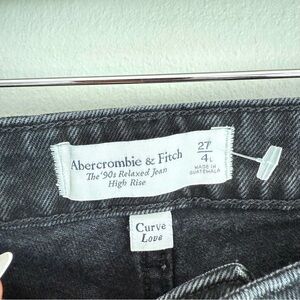 Abercrombie & Fitch
The '90s Relaxed Jean
High Rise
27
4L
MADE IN
GUATEMALA
Curve
Love